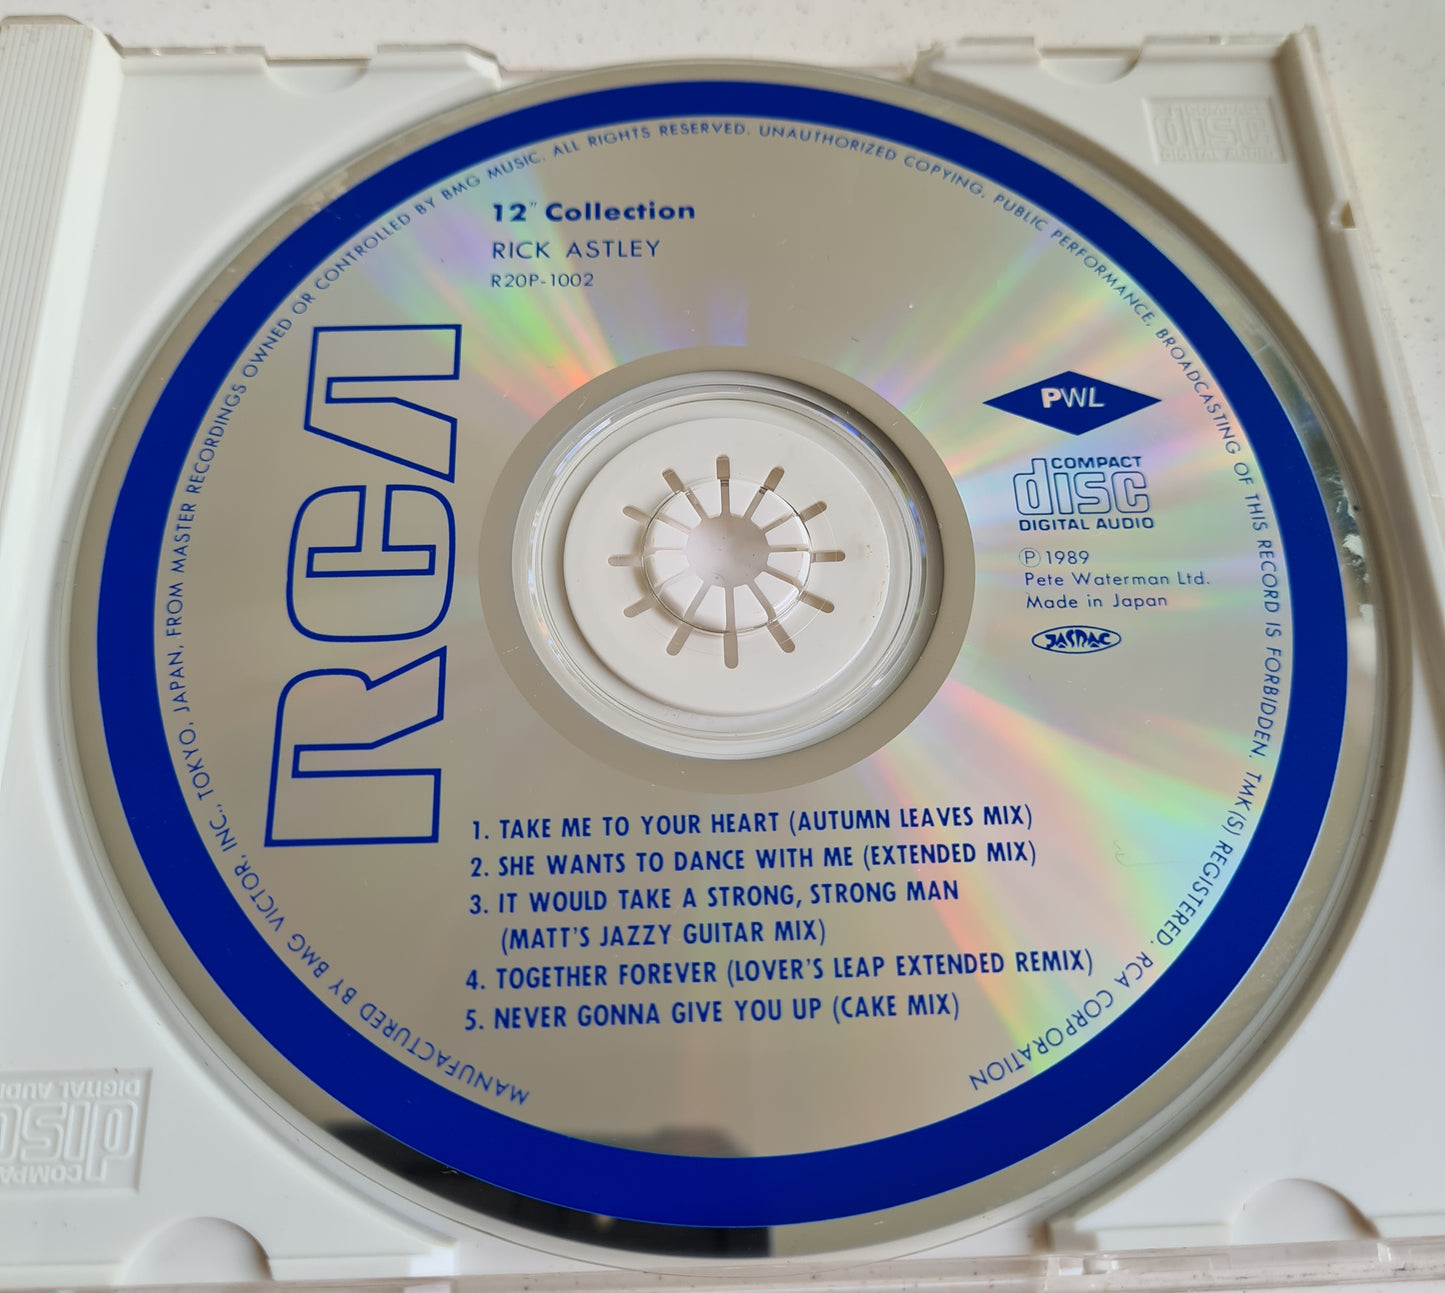 12" Collection
RICK ASTLEY
R20P-1002
RCA
PWL
COMPACT
disc
DIGITAL AUDIO
Ⓟ 1989
Pete Waterman Ltd.
Made in Japan
JASRAC
1. TAKE ME TO YOUR HEART (AUTUMN LEAVES MIX)
2. SHE WANTS TO DANCE WITH ME (EXTENDED MIX)
3. IT WOULD TAKE A STRONG, STRONG MAN
(MATT'S JAZZY GUITAR MIX)
4. TOGETHER FOREVER (LOVER'S LEAP EXTENDED REMIX)
5. NEVER GONNA GIVE YOU UP (CAKE MIX)
MANUFACTURED BY BMG VICTOR, INC., TOKYO, JAPAN, FROM MASTER RECORDINGS OWNED OR CONTROLLED BY BMG MUSIC. ALL RIGHTS RESERVED. UNAUTHORIZED COPYING, PUBLIC PERFORMANCE, BROADCASTING OF THIS RECORD IS FORBIDDEN. TMK(S) REGISTERED. RCA CORPORATION
COMPACT
disc
DIGITAL AUDIO
disc
DIGITAL AUDIO